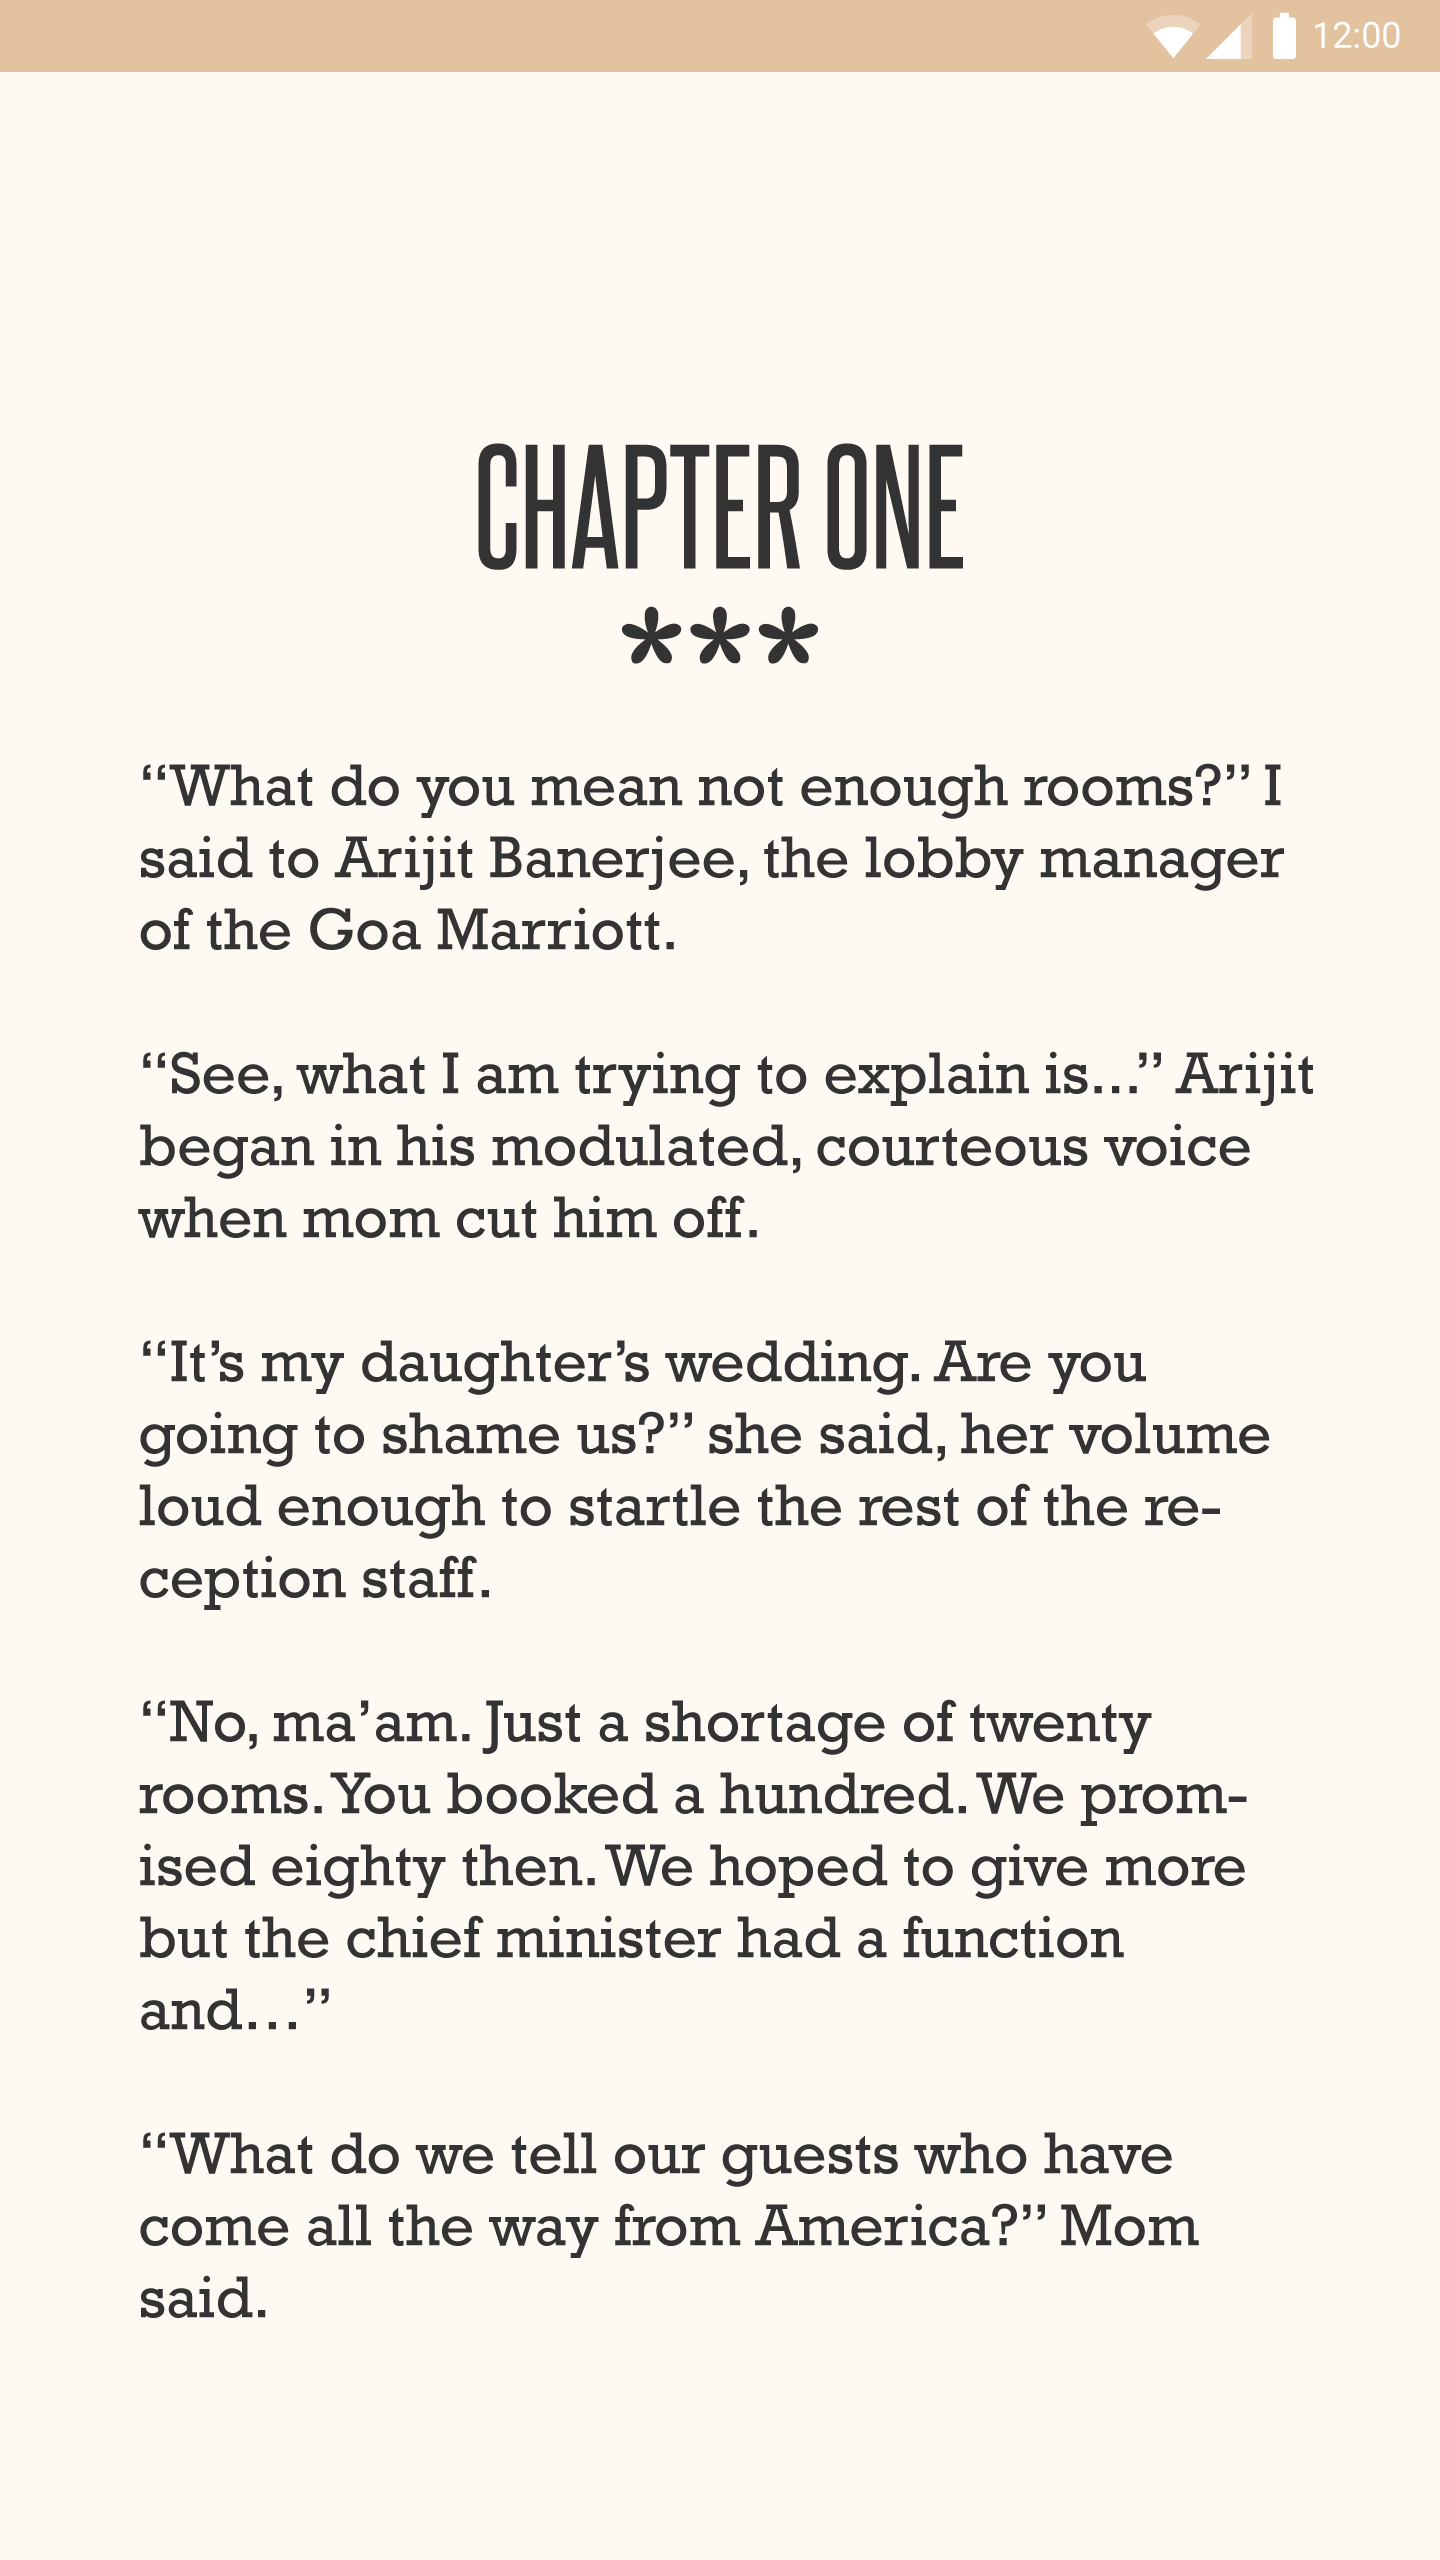 12:00
CHAPTER ONE
***
“What do you mean not enough rooms?” I
said to Arijit Banerjee, the lobby manager
of the Goa Marriott.
“See, what I am trying to explain is...” Arijit
began in his modulated, courteous voice
when mom cut him off.
“It’s my daughter’s wedding. Are you
going to shame us?” she said, her volume
loud enough to startle the rest of the re-
ception staff.
“No, ma’am. Just a shortage of twenty
rooms. You booked a hundred. We prom-
ised eighty then. We hoped to give more
but the chief minister had a function
and...”
“What do we tell our guests who have
come all the way from America?” Mom
said.